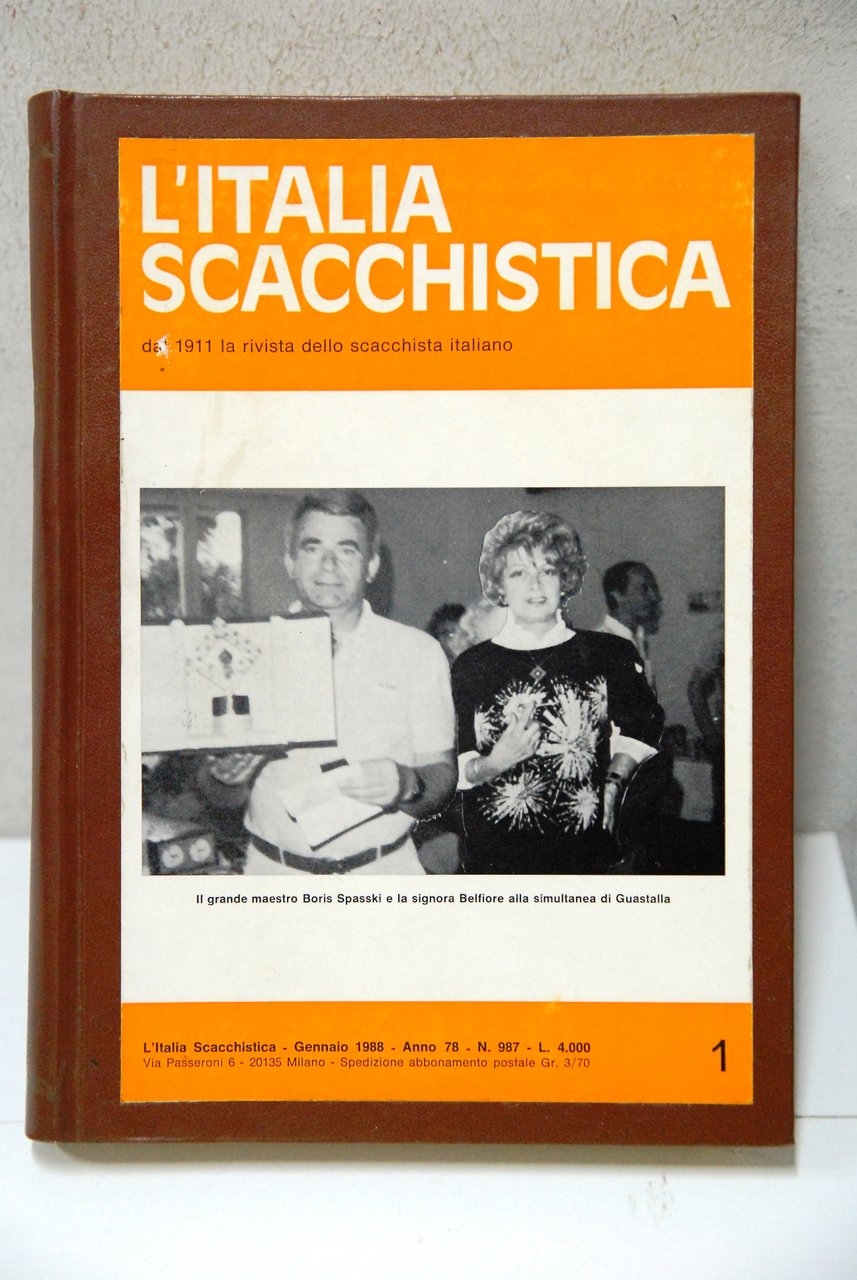 L'ITALIA
SCACCHISTICA
dal 1911 la rivista dello scacchista italiano
Il grande maestro Boris Spasski e la signora Belfiore alla simultanea di Guastalla
L'Italia Scacchistica - Gennaio 1988 - Anno 78 - N. 987 - L. 4.000
Via Passeroni 6 - 20135 Milano - Spedizione abbonamento postale Gr. 3/70
1